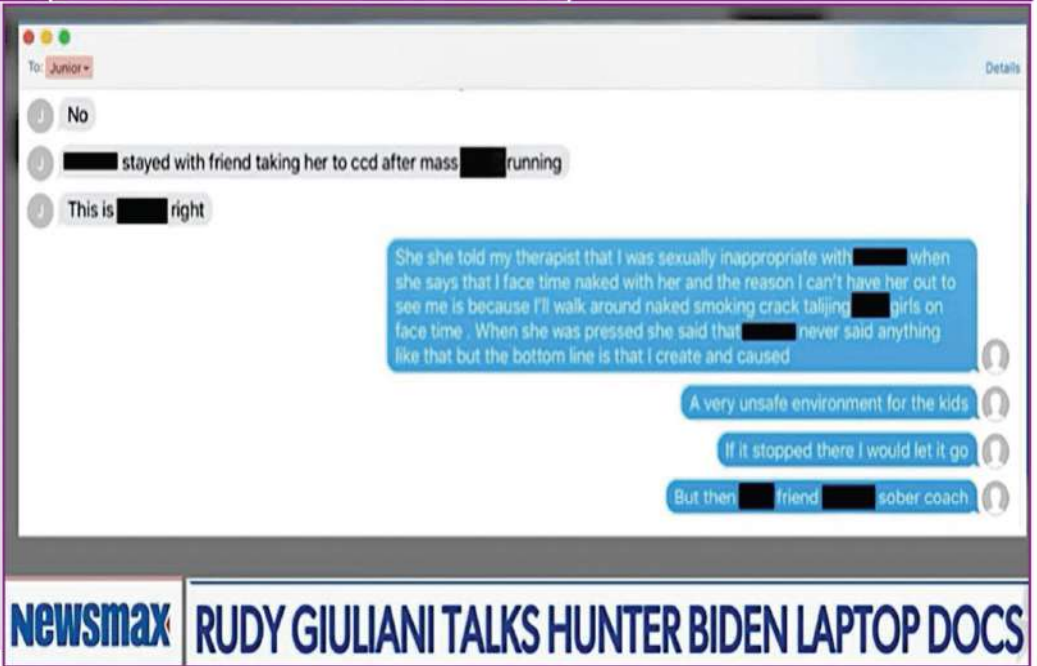 To: Junior
Details
J
No
J
stayed with friend taking her to ccd after mass running
J
This is right
She she told my therapist that I was sexually inappropriate with when
she says that I face time naked with her and the reason I can't have her out to
see me is because I'll walk around naked smoking crack talijing girls on
face time . When she was pressed she said that never said anything
like that but the bottom line is that I create and caused
A very unsafe environment for the kids
If it stopped there I would let it go
But then friend sober coach
Newsmax
RUDY GIULIANI TALKS HUNTER BIDEN LAPTOP DOCS